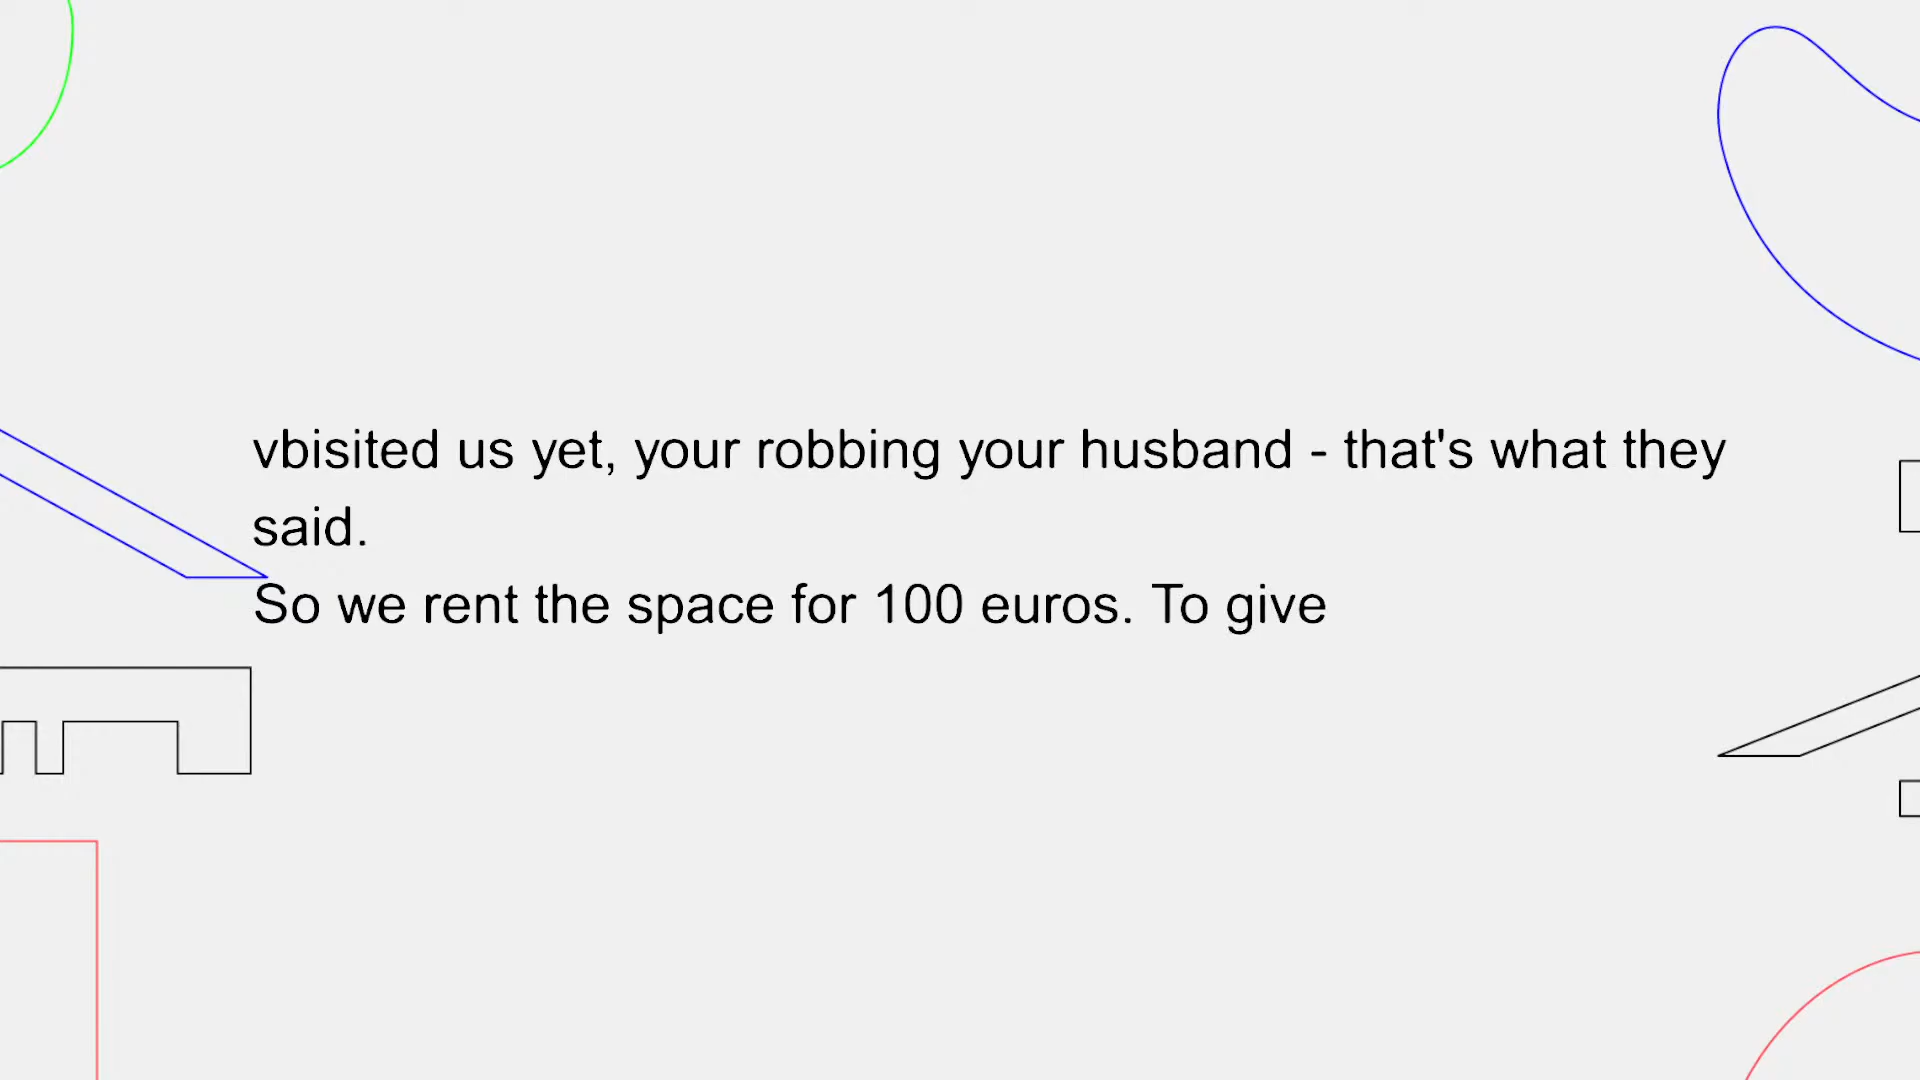 vbisited us yet, your robbing your husband - that's what they
said.
So we rent the space for 100 euros. To give